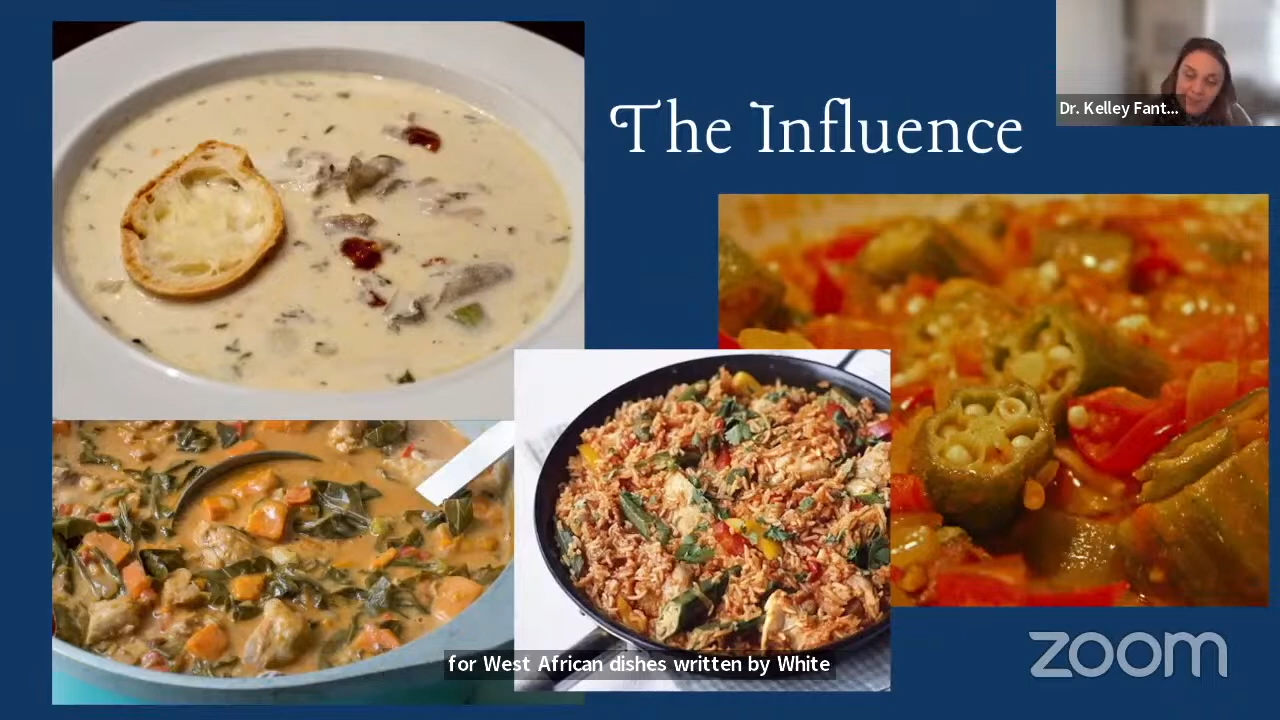 The Influence
Dr. Kelley Fant...
for West African dishes written by White
zoom